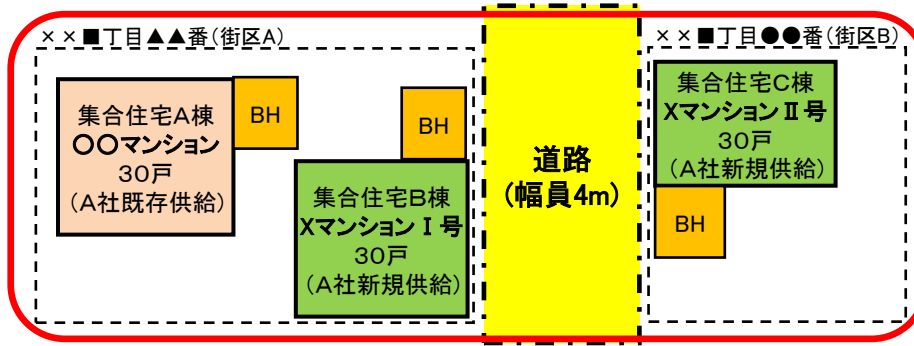 ××■丁目▲▲番(街区A)
集合住宅A棟
〇〇マンション
30戸
(A社既存供給)
BH
BH
集合住宅B棟
XマンションⅠ号
30戸
(A社新規供給)
道路
(幅員4m)
××■丁目●●番(街区B)
集合住宅C棟
XマンションⅡ号
30戸
(A社新規供給)
BH